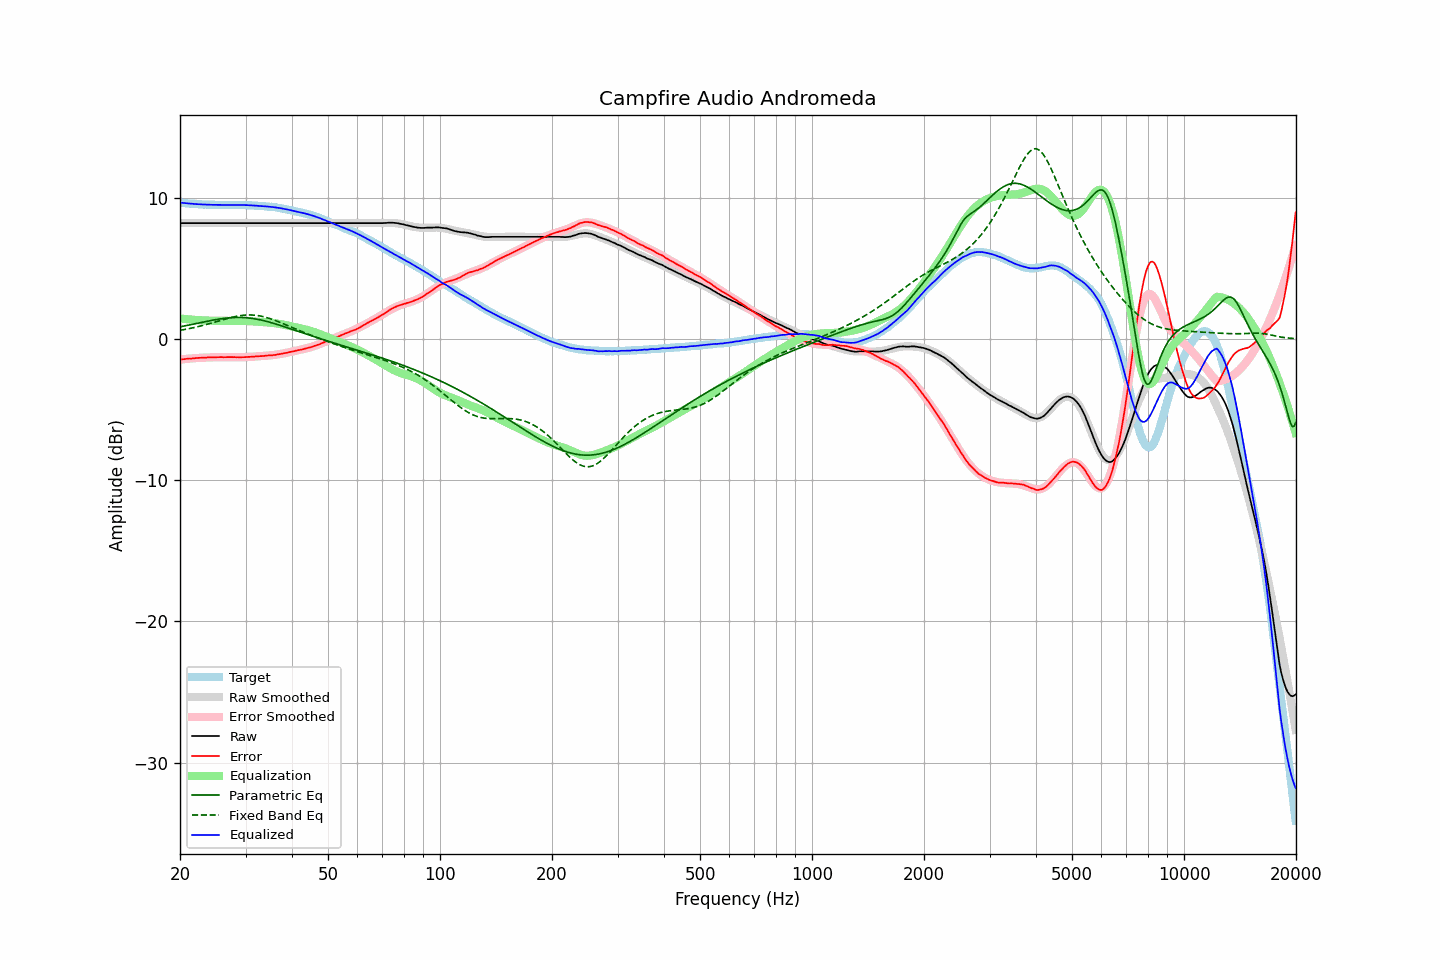 Campfire Audio Andromeda
Amplitude (dBr)
10
0
−10
−20
−30
Target
Raw Smoothed
Error Smoothed
Raw
Error
Equalization
Parametric Eq
Fixed Band Eq
Equalized
20 50 100 200 500 1000 2000 5000 10000 20000
Frequency (Hz)